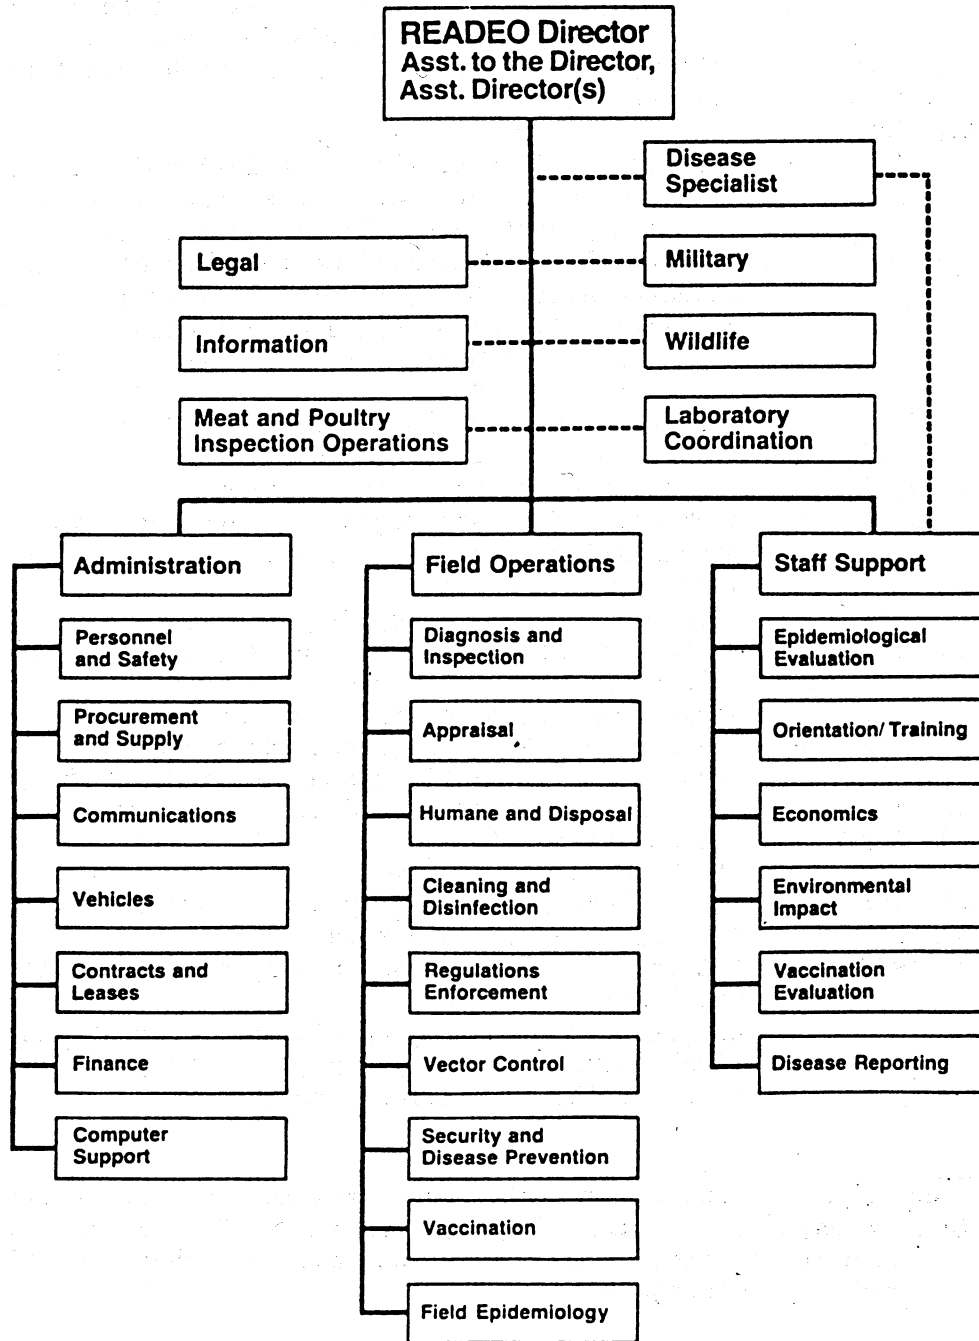 READEO Director
Asst. to the Director,
Asst. Director(s)
Disease
Specialist
Legal
Military
Information
Wildlife
Meat and Poultry
Inspection Operations
Laboratory
Coordination
Administration
Personnel
and Safety
Procurement
and Supply
Communications
Vehicles
Contracts and
Leases
Finance
Computer
Support
Field Operations
Diagnosis and
Inspection
Appraisal
Humane and Disposal
Cleaning and
Disinfection
Regulations
Enforcement
Vector Control
Security and
Disease Prevention
Vaccination
Field Epidemiology
Staff Support
Epidemiological
Evaluation
Orientation/Training
Economics
Environmental
Impact
Vaccination
Evaluation
Disease Reporting